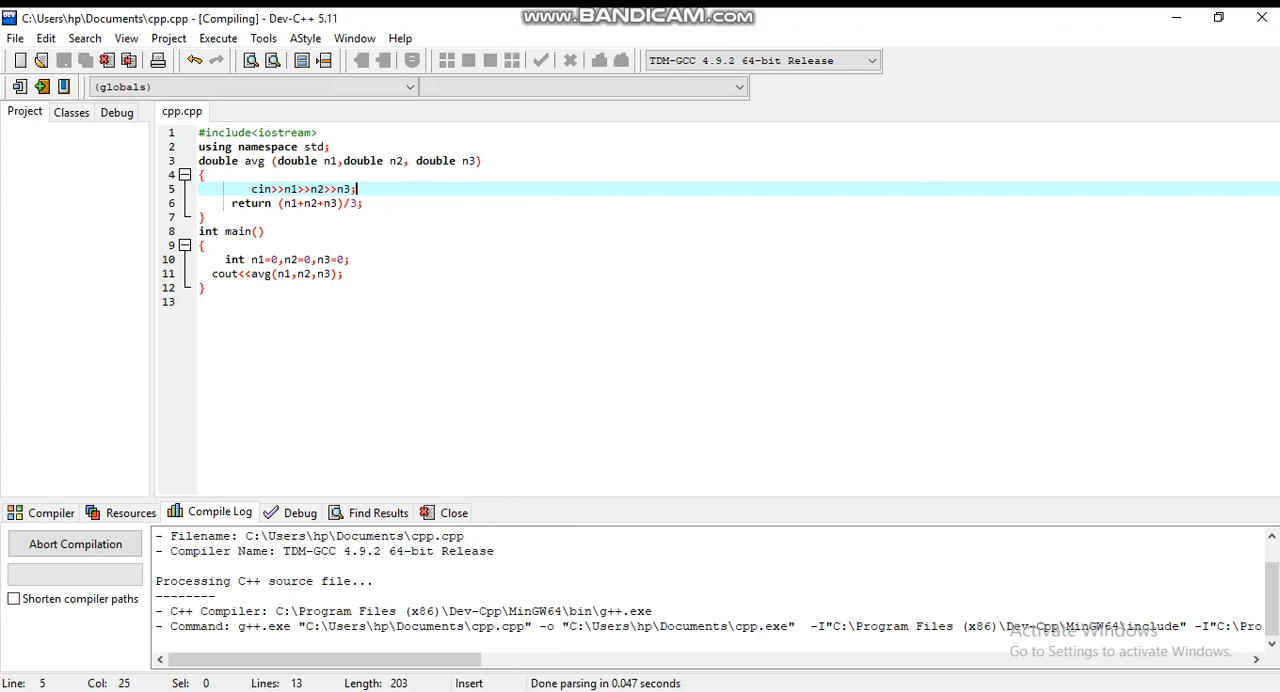 C:\Users\hp\Documents\cpp.cpp - [Compiling] - Dev-C++ 5.11
www.BANDICAM.com
File Edit Search View Project Execute Tools AStyle Window Help
TDM-GCC 4.9.2 64-bit Release
(globals)
Project Classes Debug cpp.cpp
1 #include<iostream>
2 using namespace std;
3 double avg (double n1,double n2, double n3)
4 {
5 cin>>n1>>n2>>n3;
6 return (n1+n2+n3)/3;
7 }
8 int main()
9 {
10 int n1=0,n2=0,n3=0;
11 cout<<avg(n1,n2,n3);
12 }
13
Compiler Resources Compile Log Debug Find Results Close
Abort Compilation
Shorten compiler paths
- Filename: C:\Users\hp\Documents\cpp.cpp
- Compiler Name: TDM-GCC 4.9.2 64-bit Release
Processing C++ source file...
--------
- C++ Compiler: C:\Program Files (x86)\Dev-Cpp\MinGW64\bin\g++.exe
- Command: g++.exe "C:\Users\hp\Documents\cpp.cpp" -o "C:\Users\hp\Documents\cpp.exe" -I"C:\Program Files (x86)\Dev-Cpp\MinGW64\include" -I"C:\Pro
Activate Windows
Go to Settings to activate Windows.
Line: 5 Col: 25 Sel: 0 Lines: 13 Length: 203 Insert Done parsing in 0.047 seconds